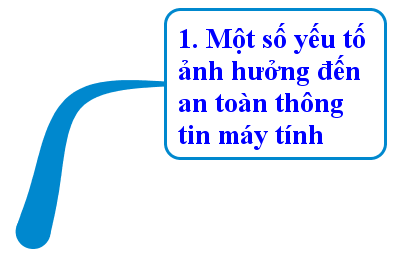 1. Một số yếu tố
ảnh hưởng đến
an toàn thông
tin máy tính